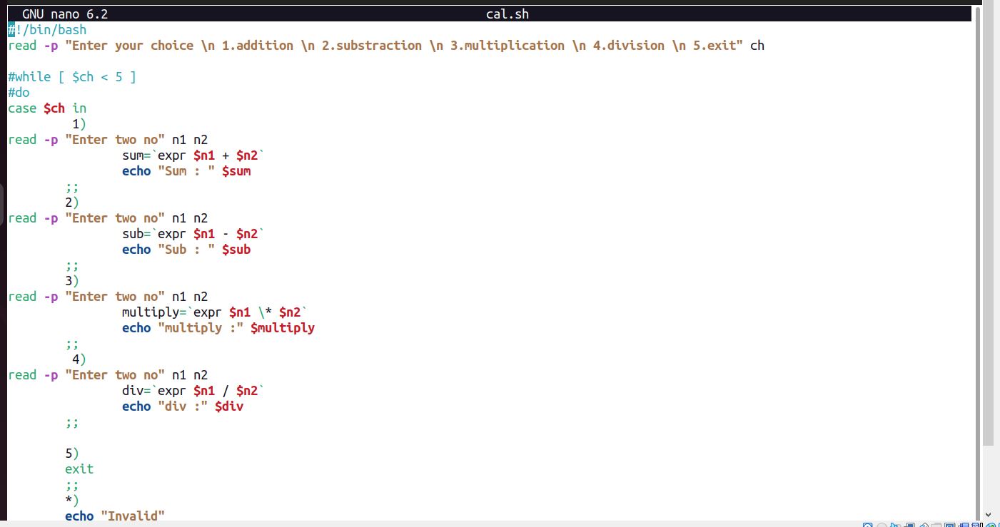 GNU nano 6.2 cal.sh
#!/bin/bash
read -p "Enter your choice \n 1.addition \n 2.substraction \n 3.multiplication \n 4.division \n 5.exit" ch
#while [ $ch < 5 ]
#do
case $ch in
1)
read -p "Enter two no" n1 n2
sum=`expr $n1 + $n2`
echo "Sum : " $sum
;;
2)
read -p "Enter two no" n1 n2
sub=`expr $n1 - $n2`
echo "Sub : " $sub
;;
3)
read -p "Enter two no" n1 n2
multiply=`expr $n1 \* $n2`
echo "multiply :" $multiply
;;
4)
read -p "Enter two no" n1 n2
div=`expr $n1 / $n2`
echo "div :" $div
;;
5)
exit
;;
*)
echo "Invalid"